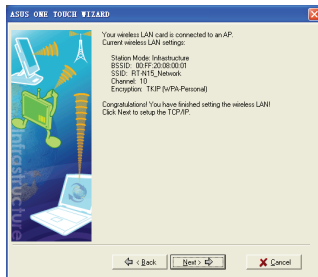 ASUS ONE TOUCH WIZARD
Your wireless LAN card is connected to an AP.
Current wireless LAN settings:
Station Mode: Infrastructure
BSSID: 00:FF:20:08:00:01
SSID: RT-N15_Network
Channel: 10
Encryption: TKIP (WPA-Personal)
Congratulations! You have finished setting the wireless LAN!
Click Next to setup the TCP/IP.
Infrastructure
< Back
Next >
Cancel